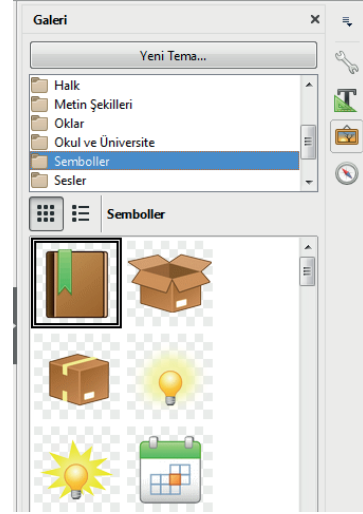 Galeri
Yeni Tema...
Halk
Metin Şekilleri
Oklar
Okul ve Üniversite
Semboller
Sesler
Semboller